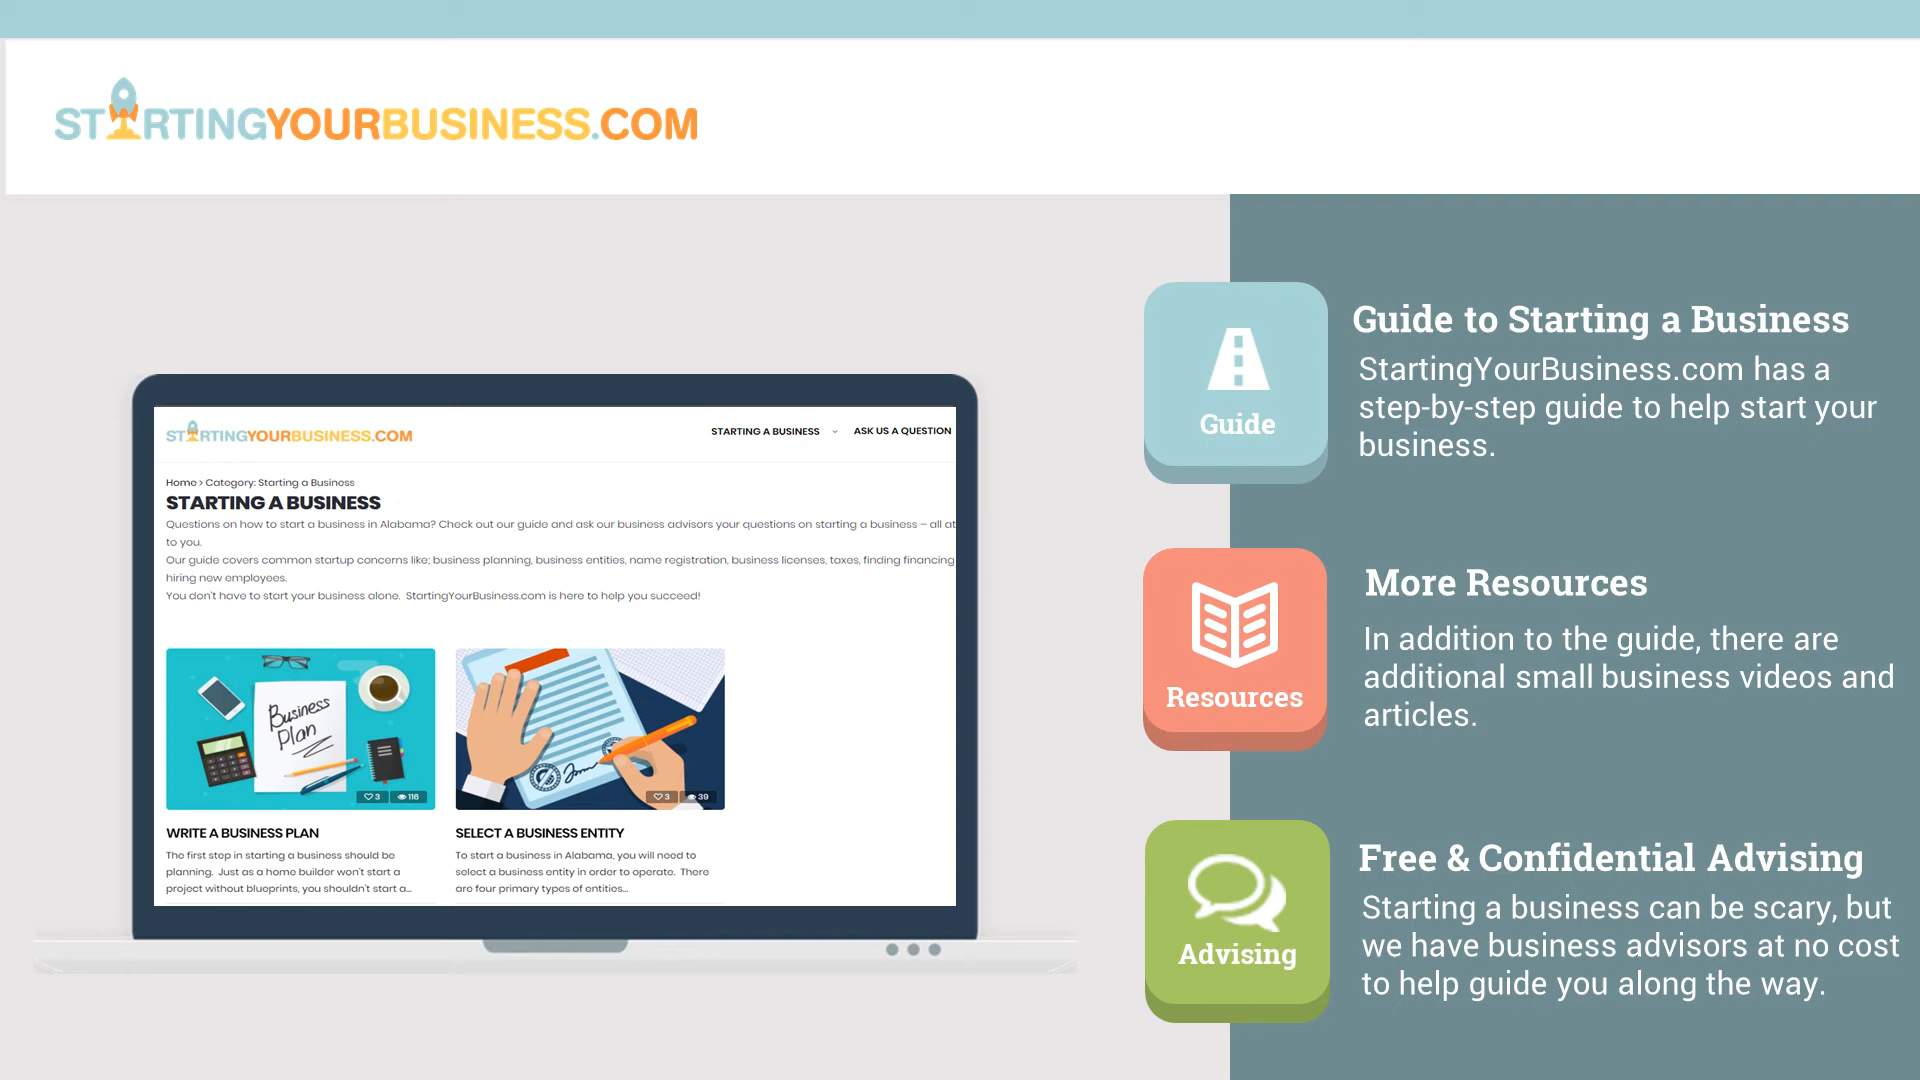 STARTINGYOURBUSINESS.COM
STARTINGYOURBUSINESS.COM
STARTING A BUSINESS
ASK US A QUESTION
Home > Category: Starting a Business
STARTING A BUSINESS
Questions on how to start a business in Alabama? Check out our guide and ask our business advisors your questions on starting a business – all at
to you.
Our guide covers common startup concerns like; business planning, business entities, name registration, business licenses, taxes, finding financing
hiring new employees.
You don't have to start your business alone. StartingYourBusiness.com is here to help you succeed!
Business
Plan
3 116
3 39
WRITE A BUSINESS PLAN
The first step in starting a business should be
planning. Just as a home builder won't start a
project without blueprints, you shouldn't start a...
SELECT A BUSINESS ENTITY
To start a business in Alabama, you will need to
select a business entity in order to operate. There
are four primary types of entities...
Guide
Guide to Starting a Business
StartingYourBusiness.com has a
step-by-step guide to help start your
business.
Resources
More Resources
In addition to the guide, there are
additional small business videos and
articles.
Advising
Free & Confidential Advising
Starting a business can be scary, but
we have business advisors at no cost
to help guide you along the way.